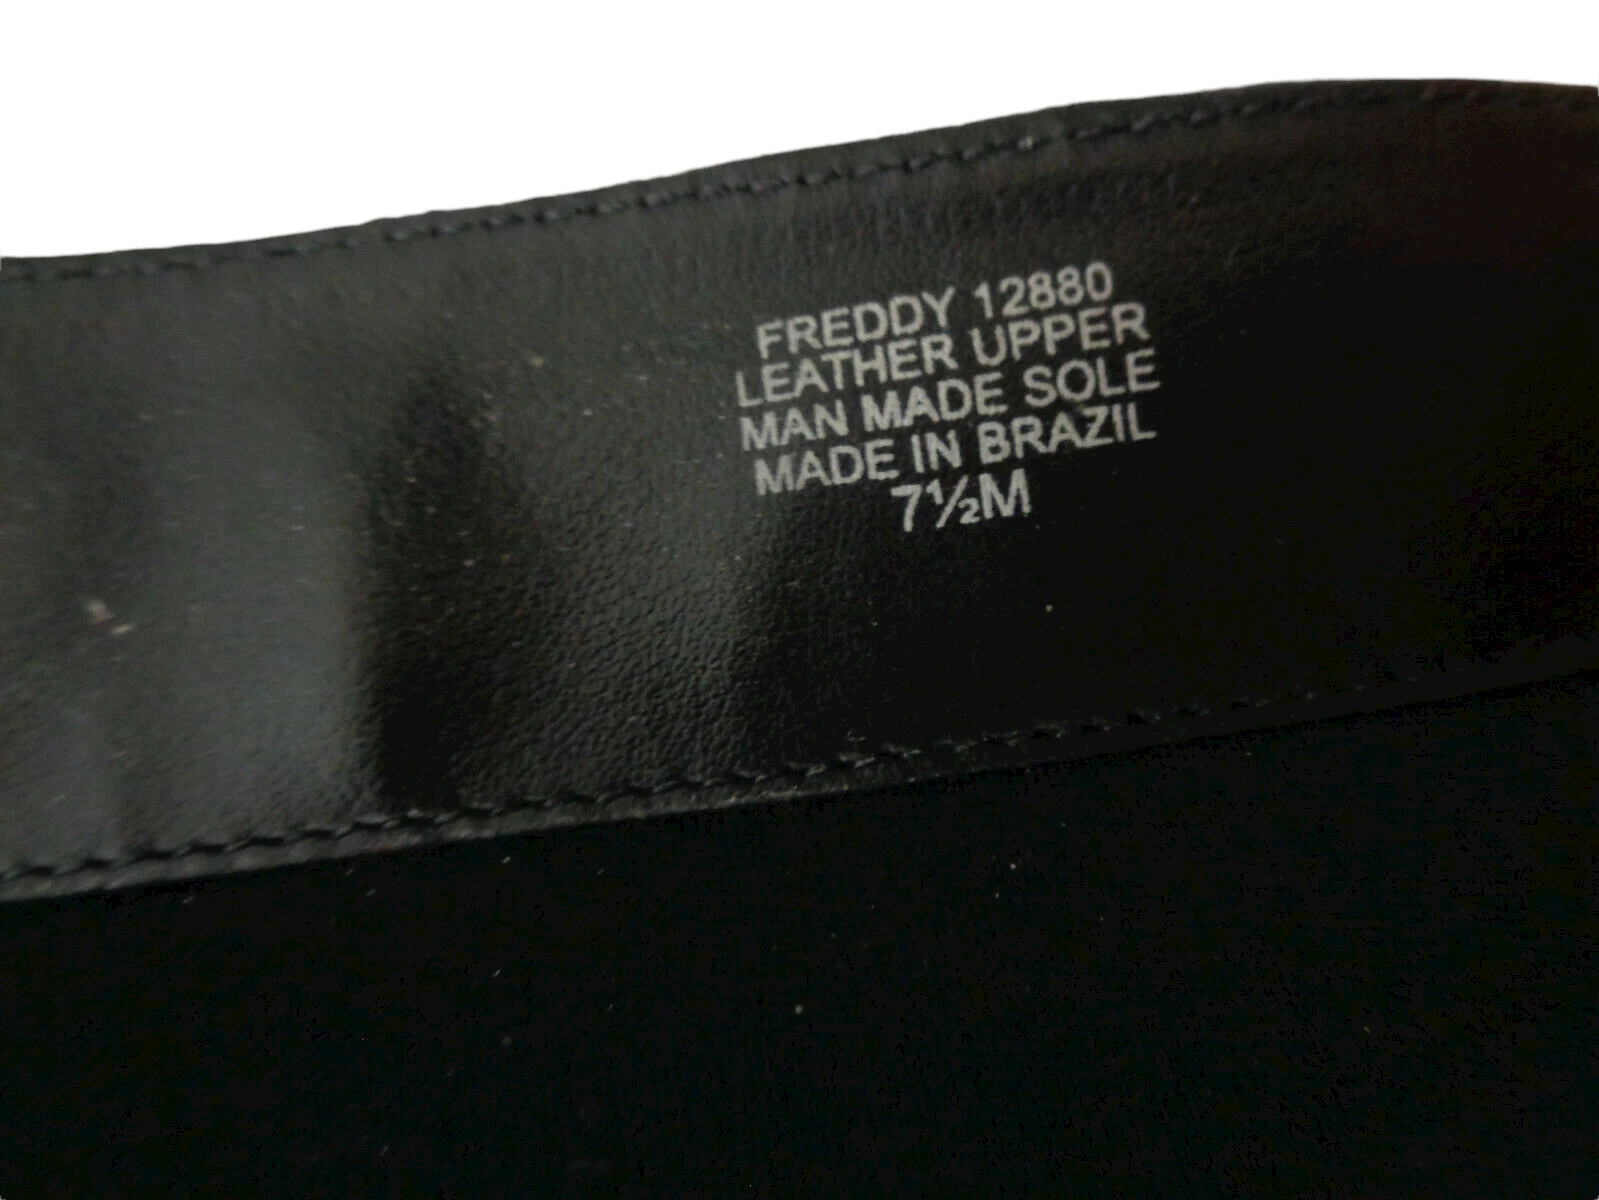 FREDDY 12880
LEATHER UPPER
MAN MADE SOLE
MADE IN BRAZIL
7½M